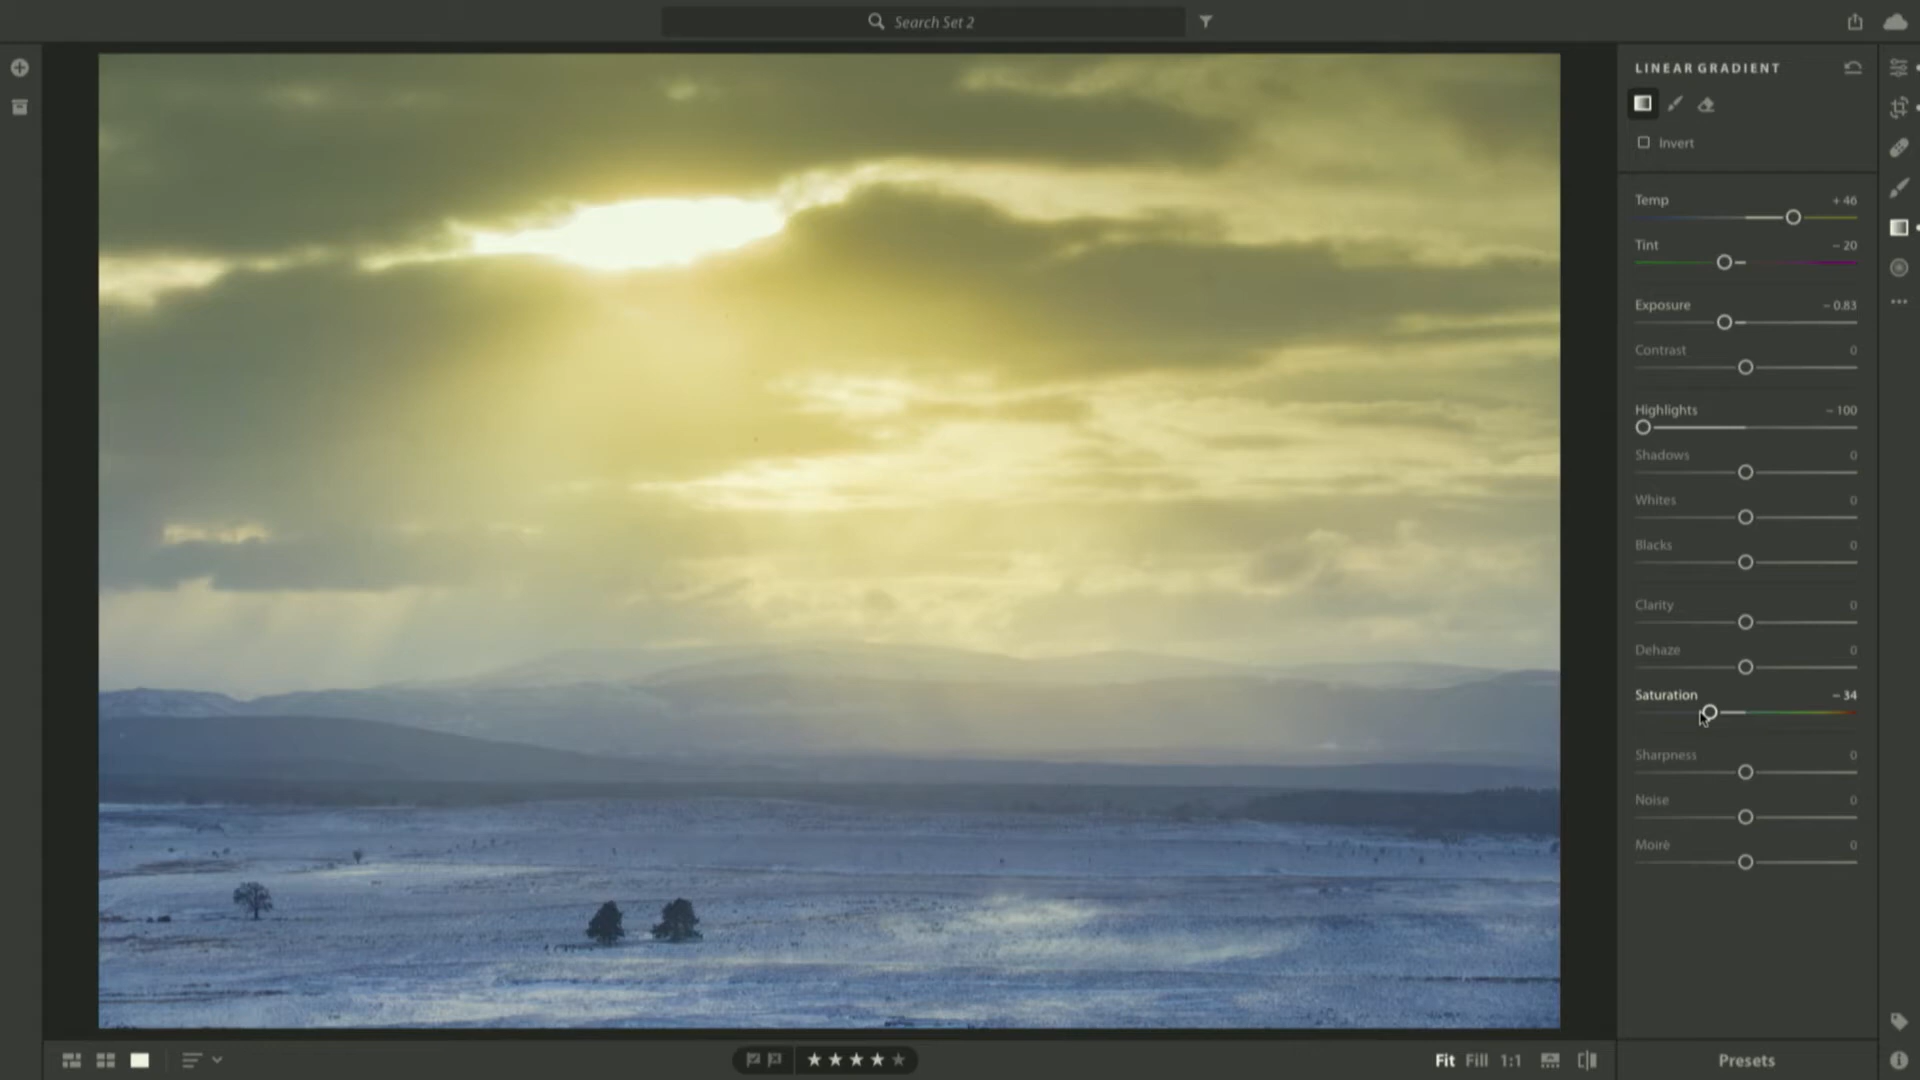 Search Set 2
LINEAR GRADIENT
Invert
Temp + 46
Tint – 20
Exposure – 0.83
Contrast 0
Highlights – 100
Shadows 0
Whites 0
Blacks 0
Clarity 0
Dehaze 0
Saturation – 34
Sharpness 0
Noise 0
Moirè 0
Fit Fill 1:1
Presets